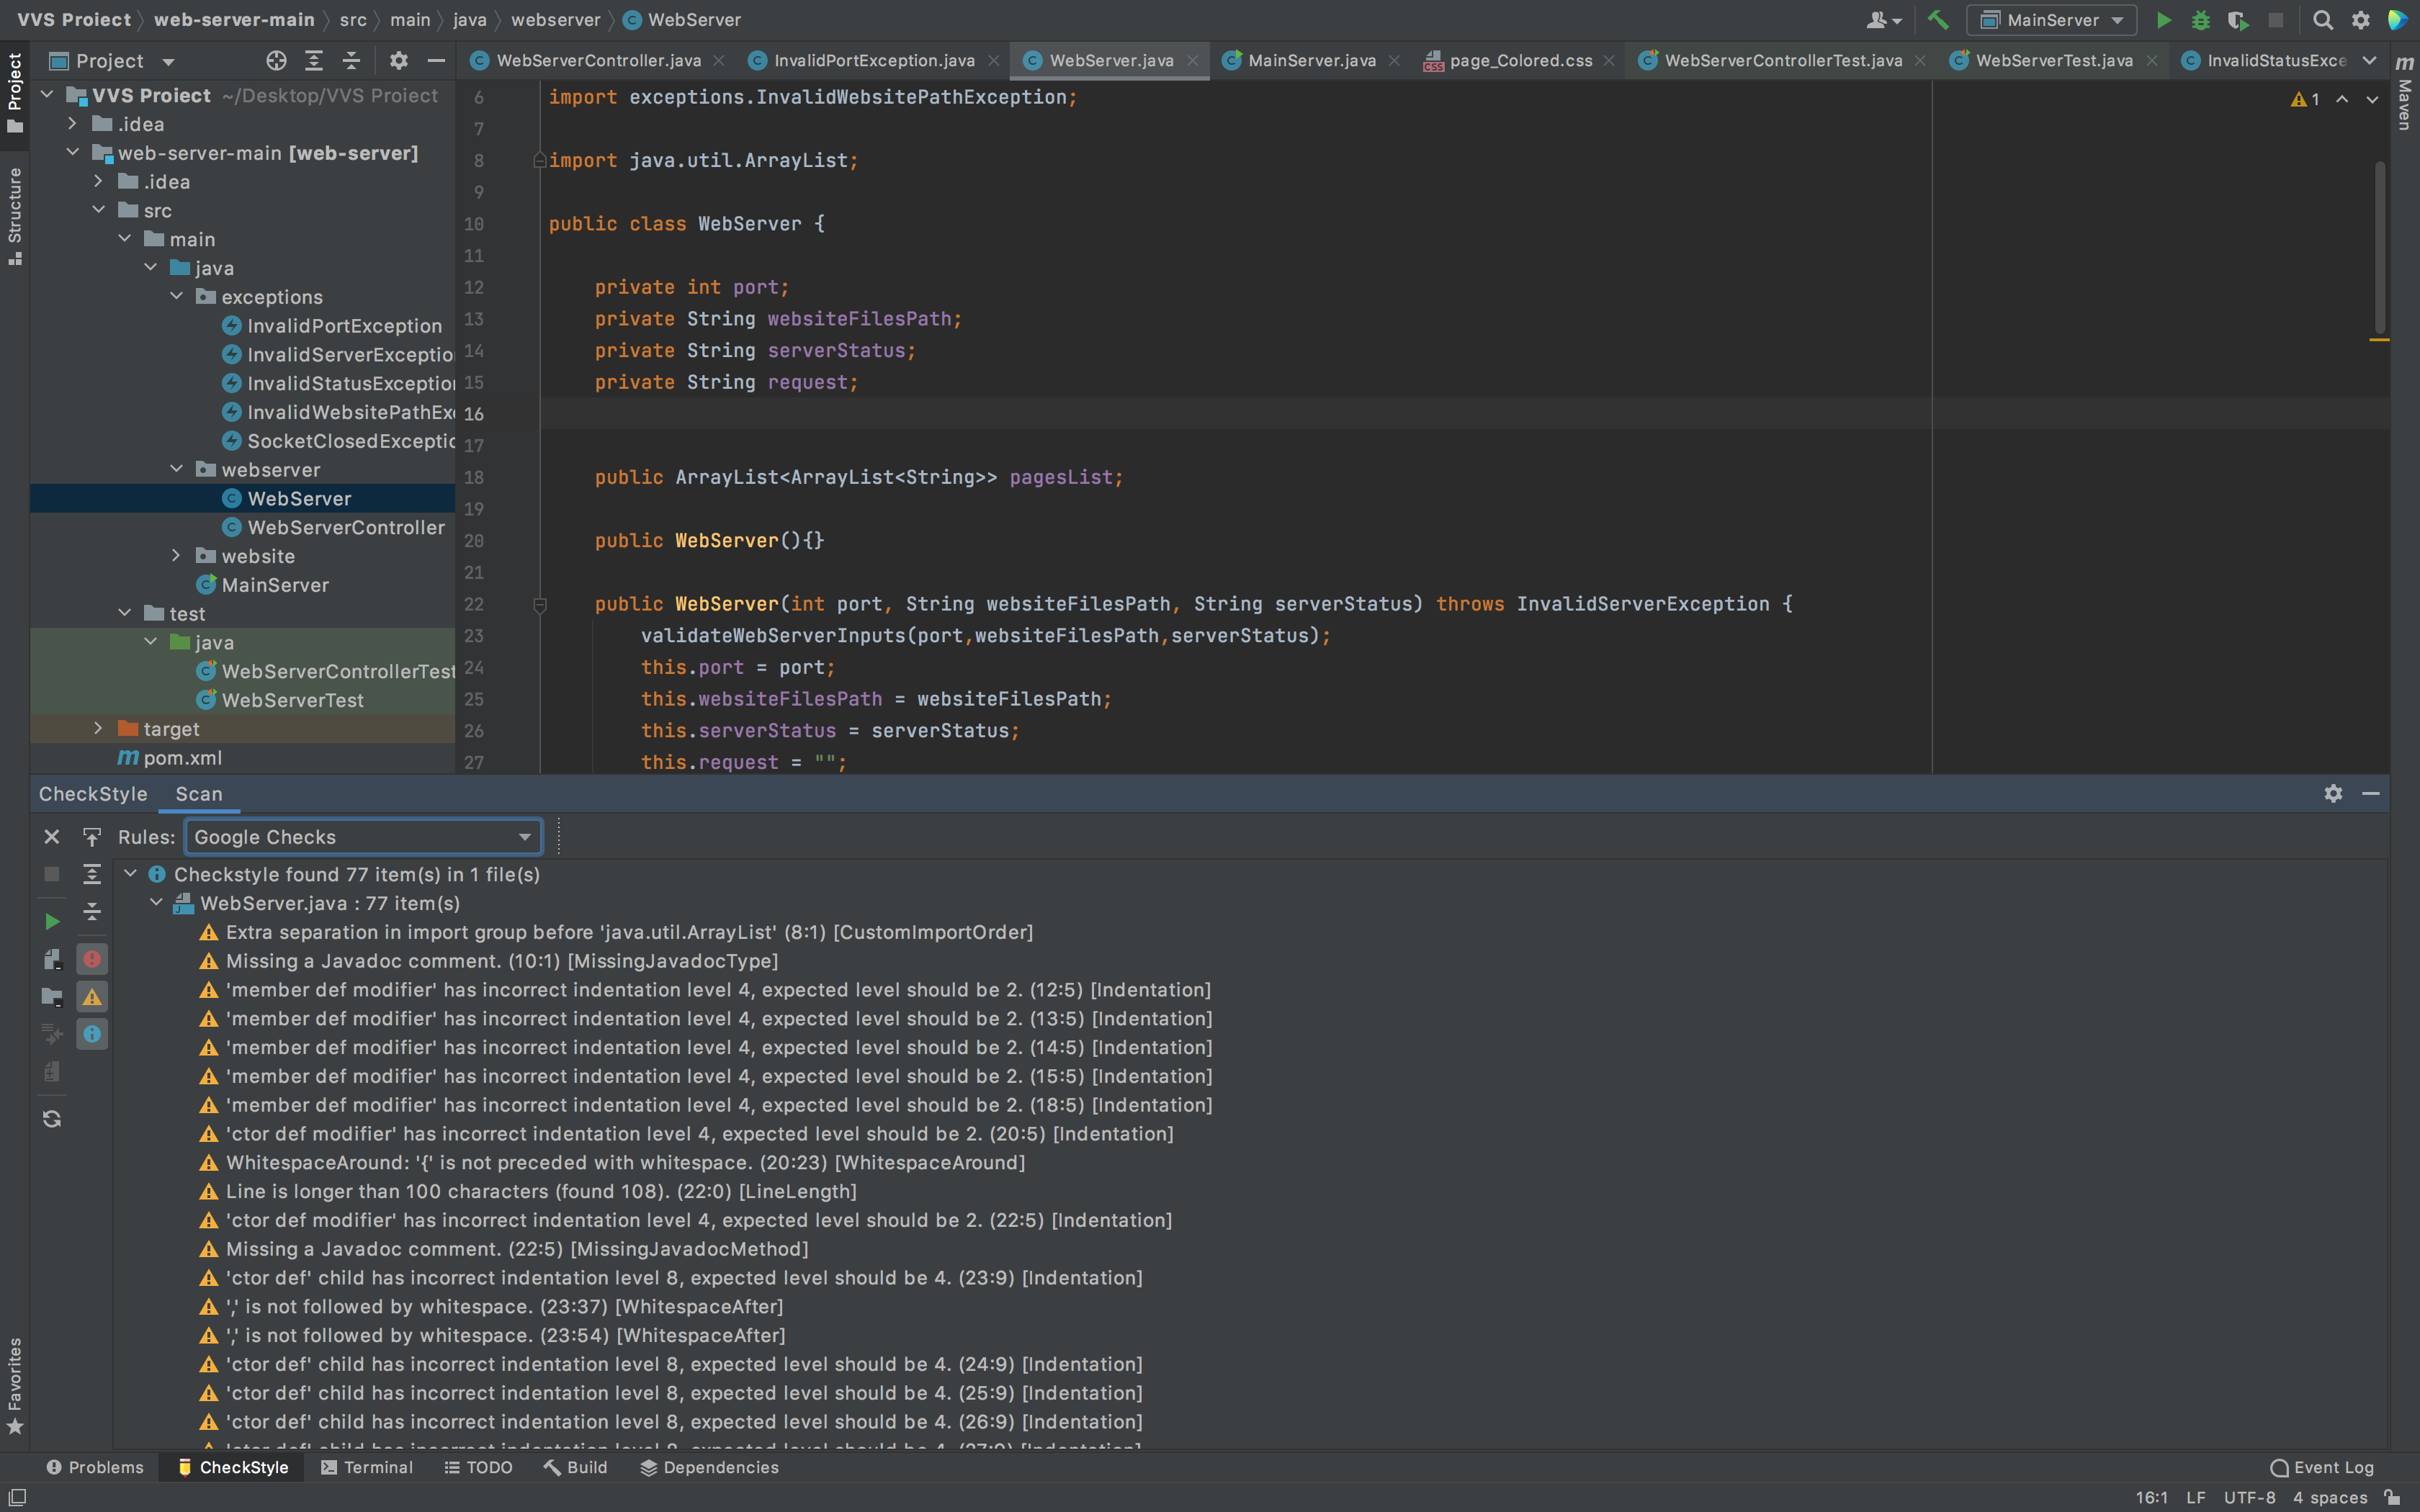 VVS Project web-server-main src main java webserver WebServer
MainServer
Project
WebServerController.java InvalidPortException.java WebServer.java MainServer.java page_Colored.css WebServerControllerTest.java WebServerTest.java InvalidStatusExce
Project
Structure
Favorites
Maven
VVS Project ~/Desktop/VVS Project
.idea
web-server-main [web-server]
.idea
src
main
java
exceptions
InvalidPortException
InvalidServerExceptio
InvalidStatusException
InvalidWebsitePathExc
SocketClosedExceptic
webserver
WebServer
WebServerController
website
MainServer
test
java
WebServerControllerTest
WebServerTest
target
pom.xml
1
6 import exceptions.InvalidWebsitePathException;
7
8 import java.util.ArrayList;
9
10 public class WebServer {
11
12 private int port;
13 private String websiteFilesPath;
14 private String serverStatus;
15 private String request;
16
17
18 public ArrayList<ArrayList<String>> pagesList;
19
20 public WebServer(){}
21
22 public WebServer(int port, String websiteFilesPath, String serverStatus) throws InvalidServerException {
23 validateWebServerInputs(port,websiteFilesPath,serverStatus);
24 this.port = port;
25 this.websiteFilesPath = websiteFilesPath;
26 this.serverStatus = serverStatus;
27 this.request = "";
CheckStyle Scan
Rules: Google Checks
Checkstyle found 77 item(s) in 1 file(s)
WebServer.java : 77 item(s)
Extra separation in import group before 'java.util.ArrayList' (8:1) [CustomImportOrder]
Missing a Javadoc comment. (10:1) [MissingJavadocType]
'member def modifier' has incorrect indentation level 4, expected level should be 2. (12:5) [Indentation]
'member def modifier' has incorrect indentation level 4, expected level should be 2. (13:5) [Indentation]
'member def modifier' has incorrect indentation level 4, expected level should be 2. (14:5) [Indentation]
'member def modifier' has incorrect indentation level 4, expected level should be 2. (15:5) [Indentation]
'member def modifier' has incorrect indentation level 4, expected level should be 2. (18:5) [Indentation]
'ctor def modifier' has incorrect indentation level 4, expected level should be 2. (20:5) [Indentation]
WhitespaceAround: '{' is not preceded with whitespace. (20:23) [WhitespaceAround]
Line is longer than 100 characters (found 108). (22:0) [LineLength]
'ctor def modifier' has incorrect indentation level 4, expected level should be 2. (22:5) [Indentation]
Missing a Javadoc comment. (22:5) [MissingJavadocMethod]
'ctor def' child has incorrect indentation level 8, expected level should be 4. (23:9) [Indentation]
',' is not followed by whitespace. (23:37) [WhitespaceAfter]
',' is not followed by whitespace. (23:54) [WhitespaceAfter]
'ctor def' child has incorrect indentation level 8, expected level should be 4. (24:9) [Indentation]
'ctor def' child has incorrect indentation level 8, expected level should be 4. (25:9) [Indentation]
'ctor def' child has incorrect indentation level 8, expected level should be 4. (26:9) [Indentation]
'ctor def' child has incorrect indentation level 8, expected level should be 4. (27:9) [Indentation]
Problems CheckStyle Terminal TODO Build Dependencies Event Log
16:1 LF UTF-8 4 spaces